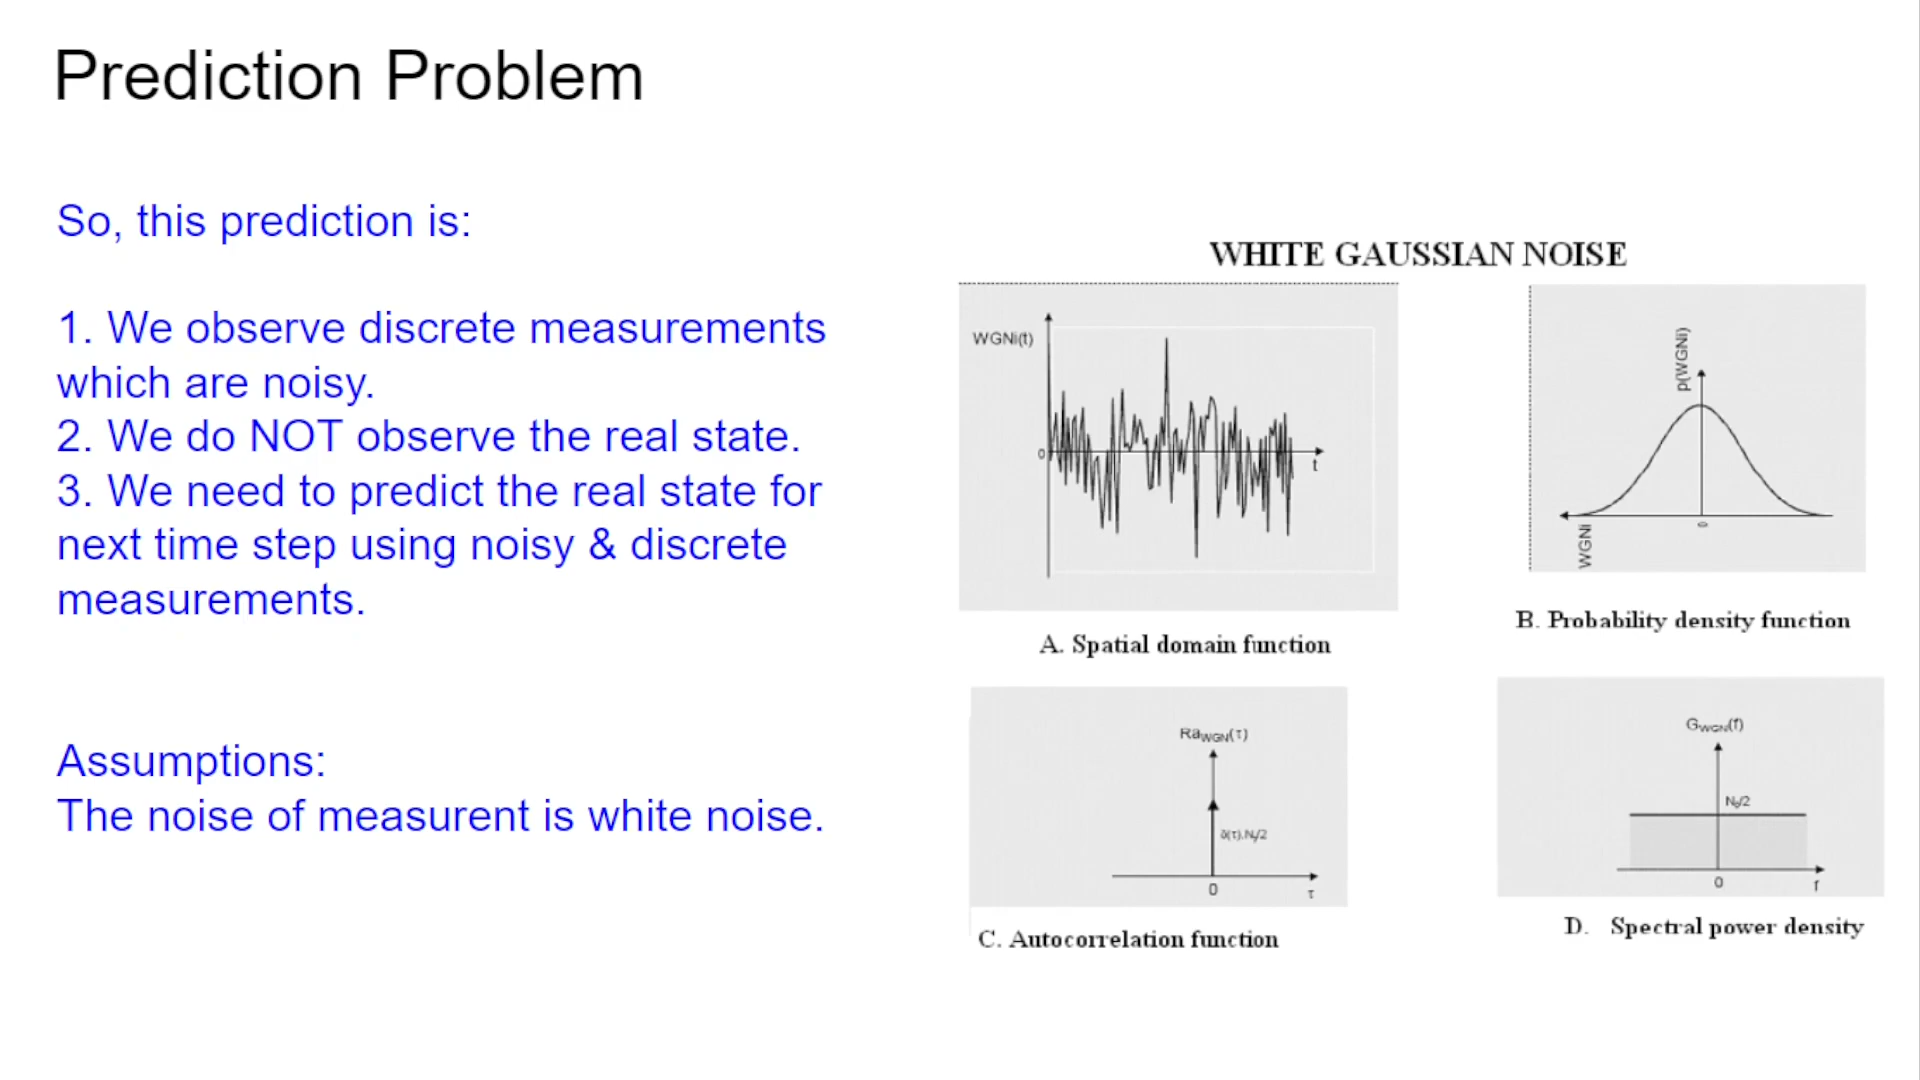 Prediction Problem
So, this prediction is:
1. We observe discrete measurements
which are noisy.
2. We do NOT observe the real state.
3. We need to predict the real state for
next time step using noisy & discrete
measurements.
Assumptions:
The noise of measurent is white noise.
WHITE GAUSSIAN NOISE
WGNi(t)
0
t
A. Spatial domain function
p(WGNi)
0
WGNi
B. Probability density function
Ra_WGN(τ)
δ(τ).N₀/2
0
τ
C. Autocorrelation function
G_WGN(f)
N₀/2
0
f
D. Spectral power density